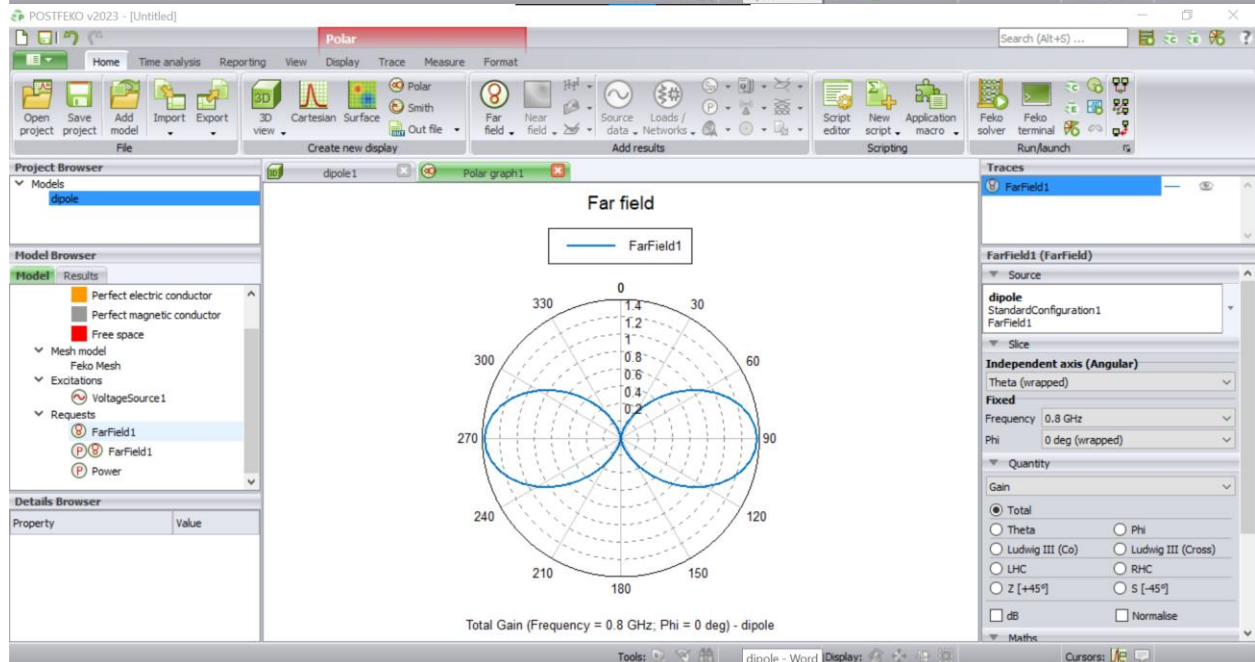 POSTFEKO v2023 - [Untitled]
Polar
Search (Alt+S) ...
Home Time analysis Reporting View Display Trace Measure Format
Open project
Save project
Add model
Import
Export
File
3D view
Cartesian
Surface
Polar
Smith
Out file
Create new display
Far field
Near field
Source data
Loads / Networks
Add results
Script editor
New script
Application macro
Scripting
Feko solver
Feko terminal
Run/launch
Project Browser
Models
dipole
Model Browser
Model Results
Perfect electric conductor
Perfect magnetic conductor
Free space
Mesh model
Feko Mesh
Excitations
VoltageSource1
Requests
FarField1
FarField1
Power
Details Browser
Property Value
dipole1 Polar graph1
Far field
FarField1
0
330 1.4 30
1.2
1
300 0.8 60
0.6
0.4
0.2
270 90
240 120
210 150
180
Total Gain (Frequency = 0.8 GHz; Phi = 0 deg) - dipole
Traces
FarField1
FarField1 (FarField)
Source
dipole
StandardConfiguration1
FarField1
Slice
Independent axis (Angular)
Theta (wrapped)
Fixed
Frequency 0.8 GHz
Phi 0 deg (wrapped)
Quantity
Gain
Total
Theta Phi
Ludwig III (Co) Ludwig III (Cross)
LHC RHC
Z [+45º] S [-45º]
dB Normalise
Maths
Tools: dipole - Word Display: Cursors: